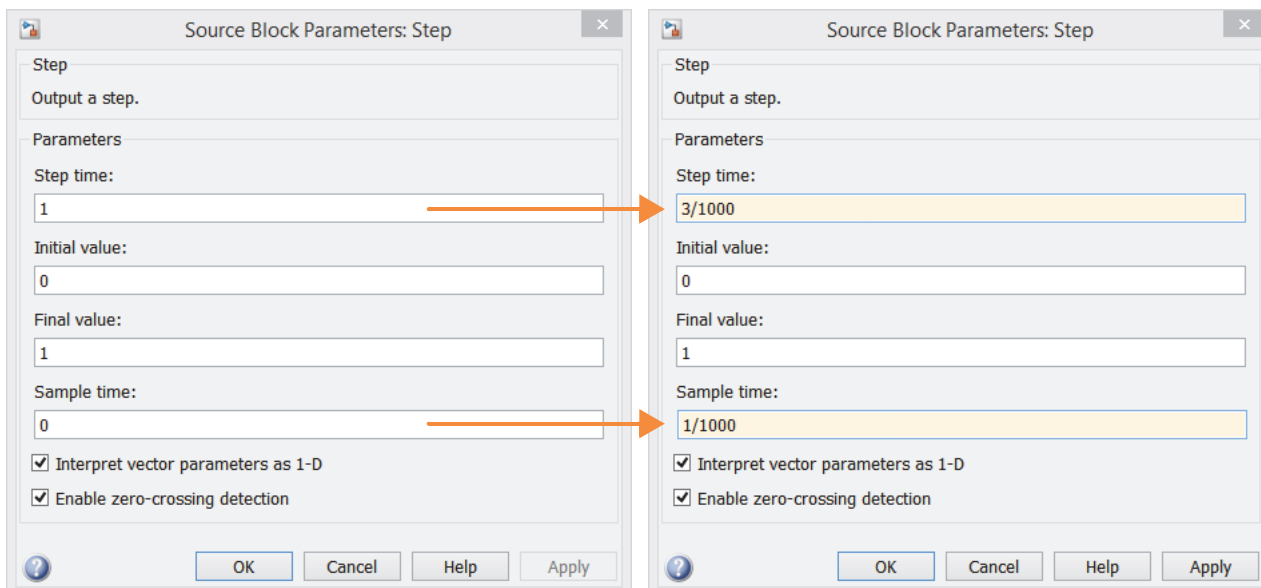 Source Block Parameters: Step
Step
Output a step.
Parameters
Step time:
1
Initial value:
0
Final value:
1
Sample time:
0
Interpret vector parameters as 1-D
Enable zero-crossing detection
OK Cancel Help Apply
Source Block Parameters: Step
Step
Output a step.
Parameters
Step time:
3/1000
Initial value:
0
Final value:
1
Sample time:
1/1000
Interpret vector parameters as 1-D
Enable zero-crossing detection
OK Cancel Help Apply